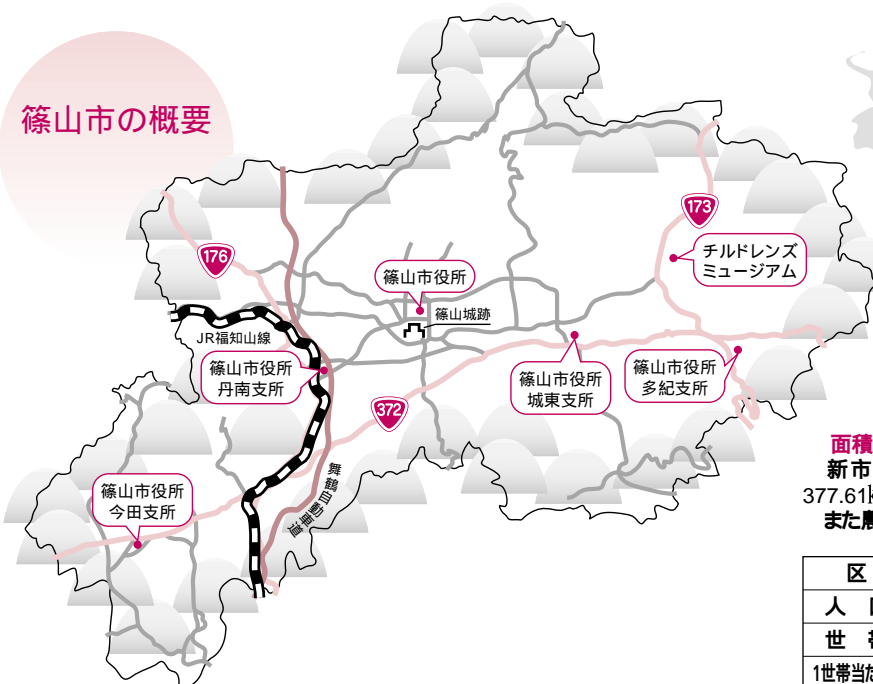 篠山市の概要
173
176
チルドレンズ
ミュージアム
篠山市役所
篠山城跡
JR福知山線
篠山市役所
丹南支所
篠山市役所
城東支所
篠山市役所
多紀支所
372
舞鶴自動車道
篠山市役所
今田支所
面積
新市
377.61
また
区
人
世
1世帯当た